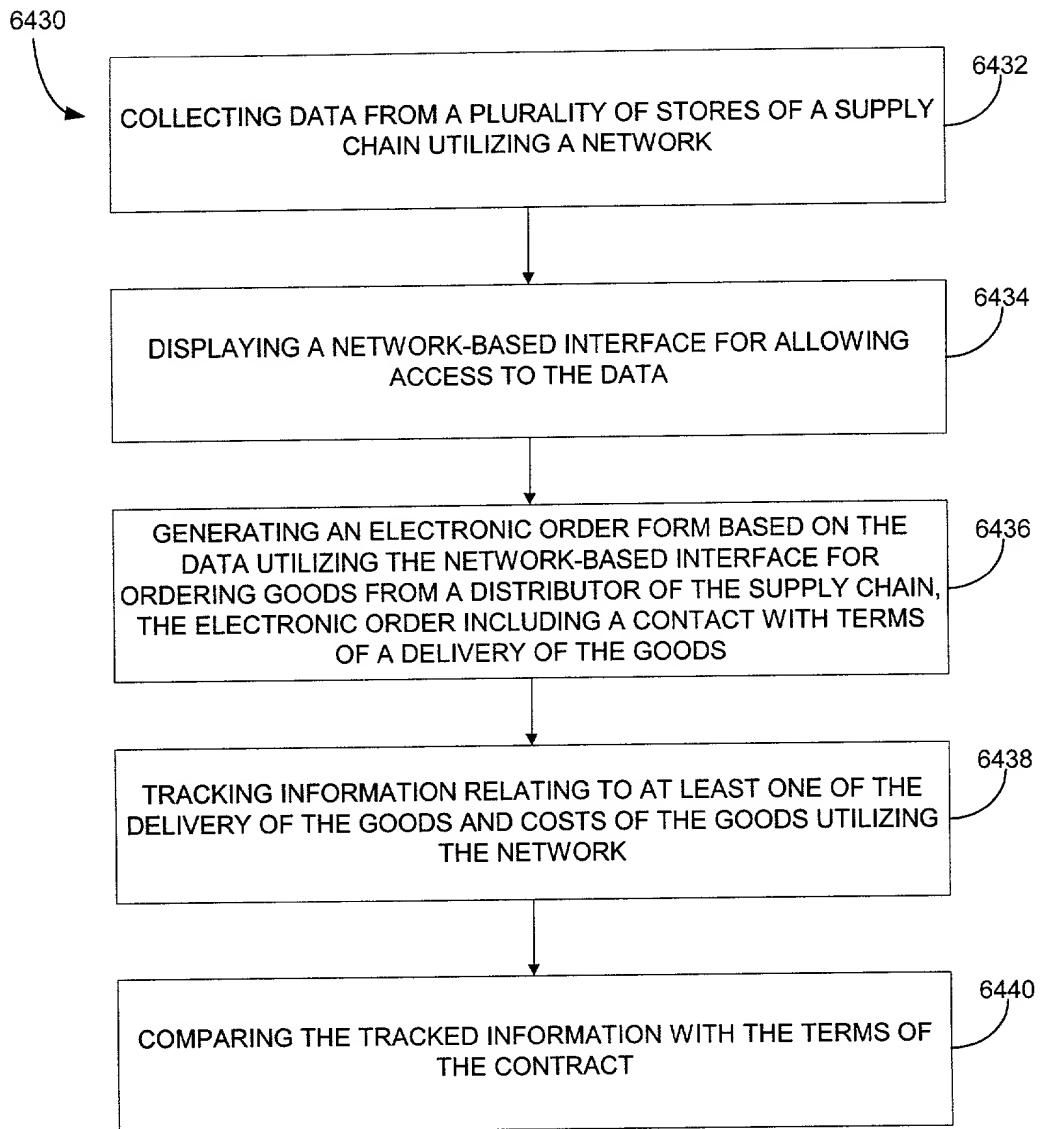 6430
6432
COLLECTING DATA FROM A PLURALITY OF STORES OF A SUPPLY
CHAIN UTILIZING A NETWORK
6434
DISPLAYING A NETWORK-BASED INTERFACE FOR ALLOWING
ACCESS TO THE DATA
6436
GENERATING AN ELECTRONIC ORDER FORM BASED ON THE
DATA UTILIZING THE NETWORK-BASED INTERFACE FOR
ORDERING GOODS FROM A DISTRIBUTOR OF THE SUPPLY CHAIN,
THE ELECTRONIC ORDER INCLUDING A CONTACT WITH TERMS
OF A DELIVERY OF THE GOODS
6438
TRACKING INFORMATION RELATING TO AT LEAST ONE OF THE
DELIVERY OF THE GOODS AND COSTS OF THE GOODS UTILIZING
THE NETWORK
6440
COMPARING THE TRACKED INFORMATION WITH THE TERMS OF
THE CONTRACT